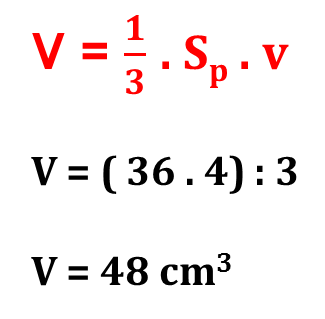 V = 1/3 . Sₚ . v
V = ( 36 . 4) : 3
V = 48 cm³